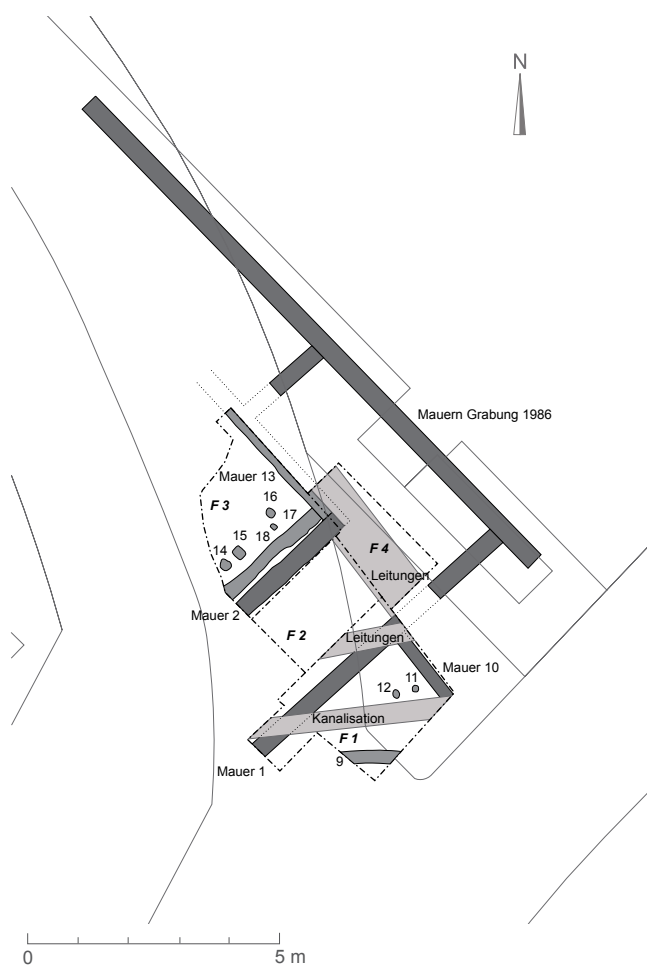 N
Mauern Grabung 1986
Mauer 13
16
F 3
17
18
15
14
F 4
Leitungen
Mauer 2
F 2
Leitungen
Mauer 10
11
12
Kanalisation
F 1
9
Mauer 1
0
5 m